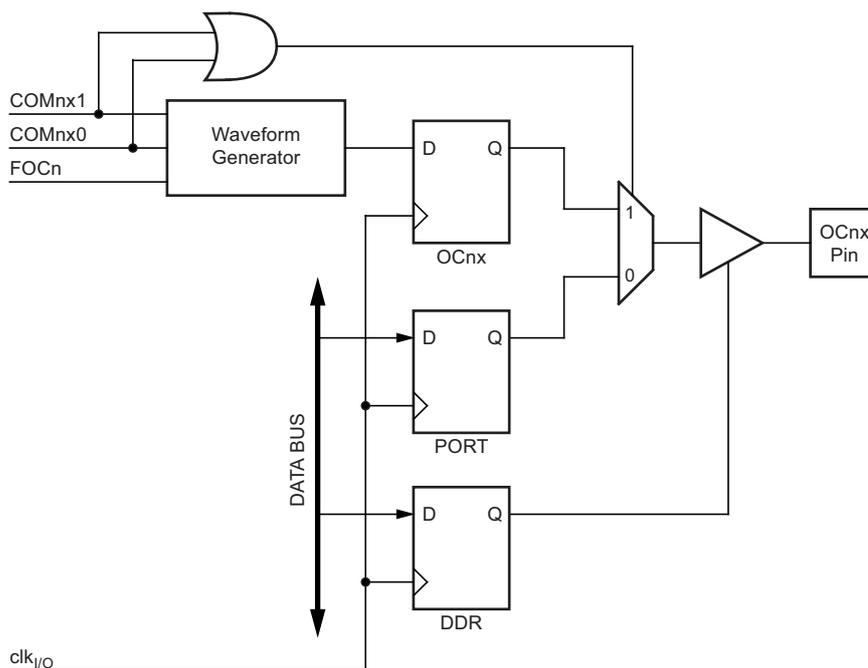 COMnx1
COMnx0
FOCn
Waveform
Generator
D
Q
OCnx
1
0
OCnx
Pin
D
Q
PORT
DATA BUS
D
Q
DDR
clkI/O